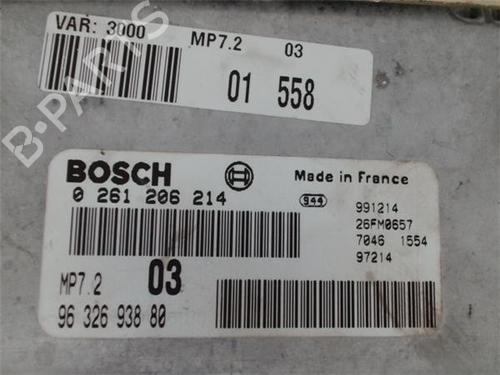 VAR: 3000 MP7.2 03
01 558
B-PARTS
BOSCH Made in France
0 261 206 214 944 991214
26FM0657
7046 1554
MP7.2 03 97214
96 326 938 80